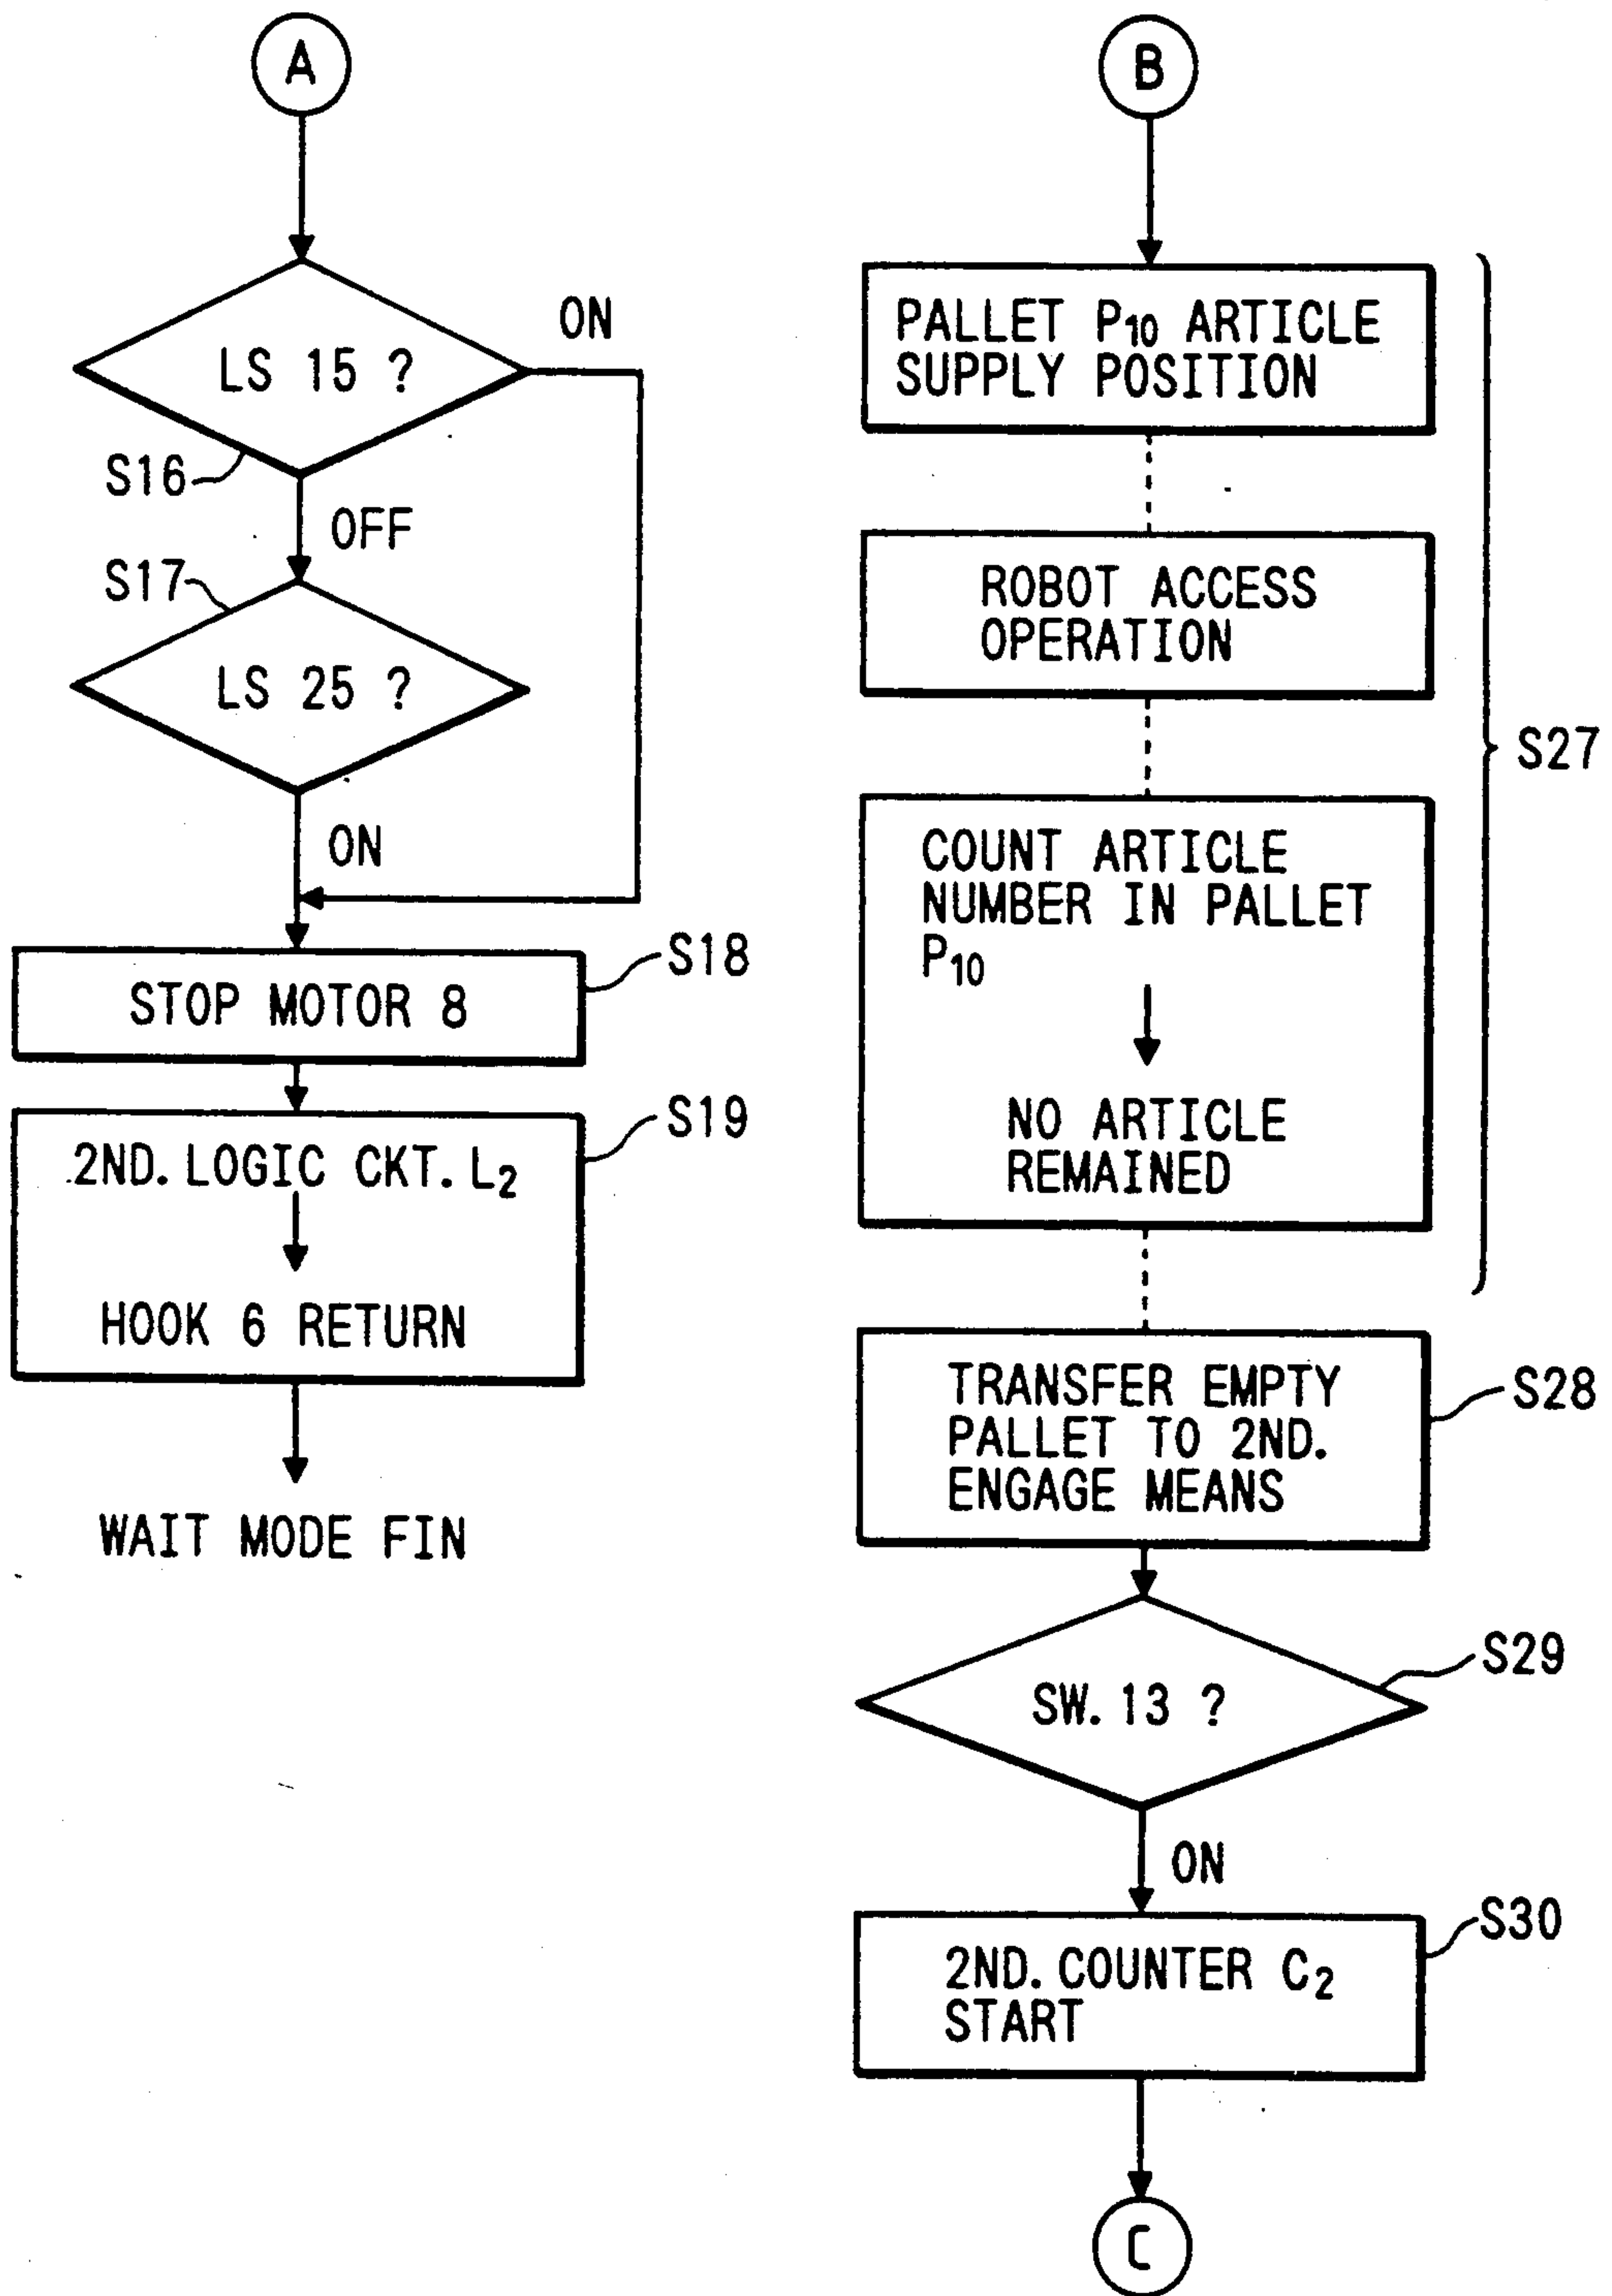 A
LS 15 ?
ON
S16
OFF
S17
LS 25 ?
ON
STOP MOTOR 8
S18
2ND. LOGIC CKT. L2
S19
HOOK 6 RETURN
WAIT MODE FIN
B
PALLET P10 ARTICLE
SUPPLY POSITION
ROBOT ACCESS
OPERATION
S27
COUNT ARTICLE
NUMBER IN PALLET
P10
NO ARTICLE
REMAINED
TRANSFER EMPTY
PALLET TO 2ND.
ENGAGE MEANS
S28
SW. 13 ?
S29
ON
2ND. COUNTER C2
START
S30
C